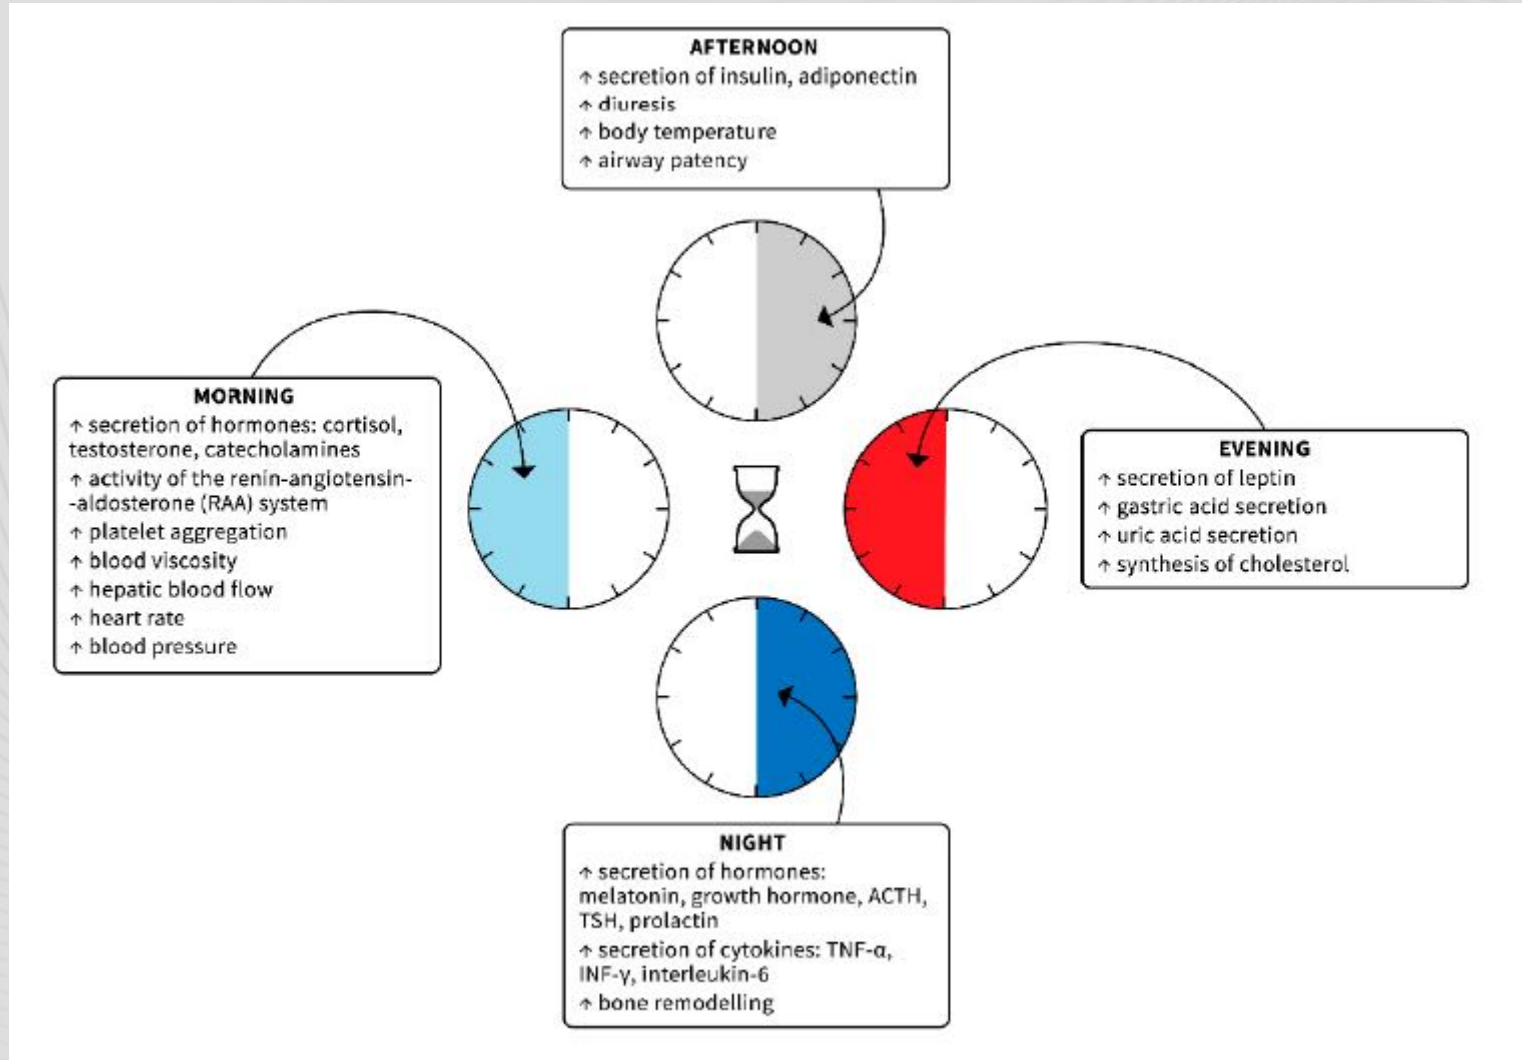 AFTERNOON
↑ secretion of insulin, adiponectin
↑ diuresis
↑ body temperature
↑ airway patency
MORNING
↑ secretion of hormones: cortisol,
testosterone, catecholamines
↑ activity of the renin-angiotensin-
-aldosterone (RAA) system
↑ platelet aggregation
↑ blood viscosity
↑ hepatic blood flow
↑ heart rate
↑ blood pressure
EVENING
↑ secretion of leptin
↑ gastric acid secretion
↑ uric acid secretion
↑ synthesis of cholesterol
NIGHT
↑ secretion of hormones:
melatonin, growth hormone, ACTH,
TSH, prolactin
↑ secretion of cytokines: TNF-α,
INF-γ, interleukin-6
↑ bone remodelling